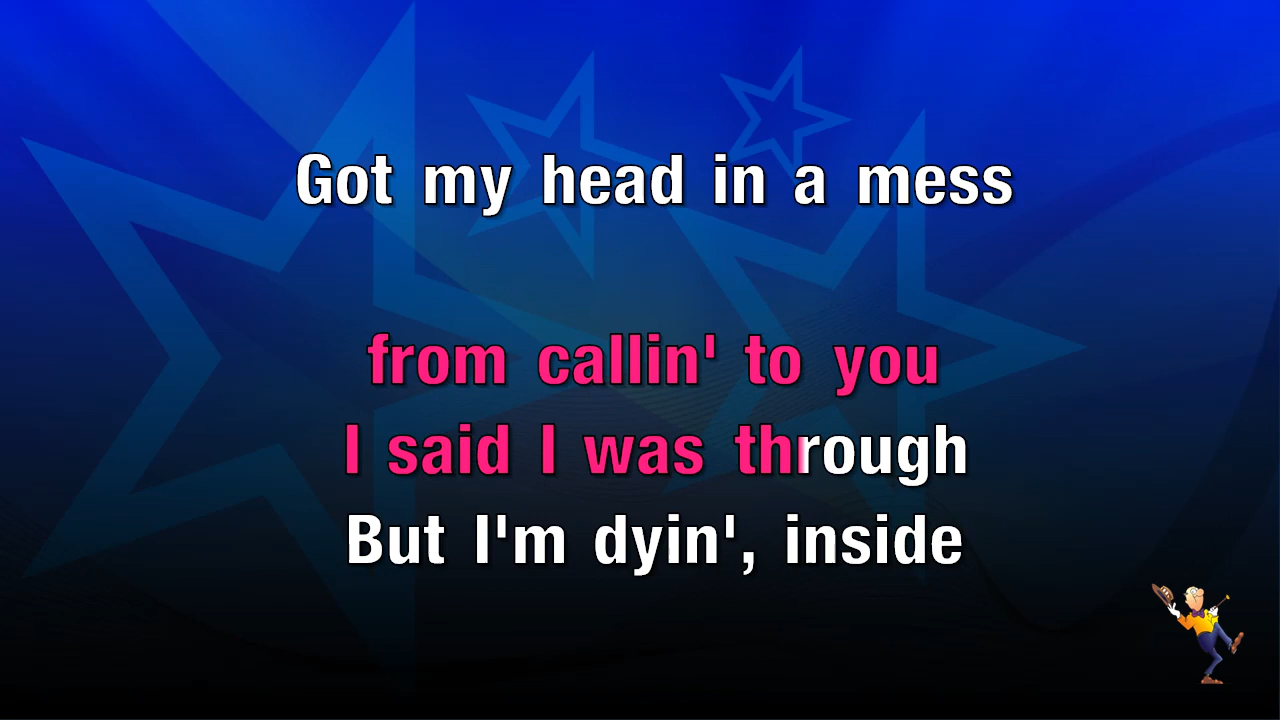 Got my head in a mess
from callin' to you
I said I was through
But I'm dyin', inside